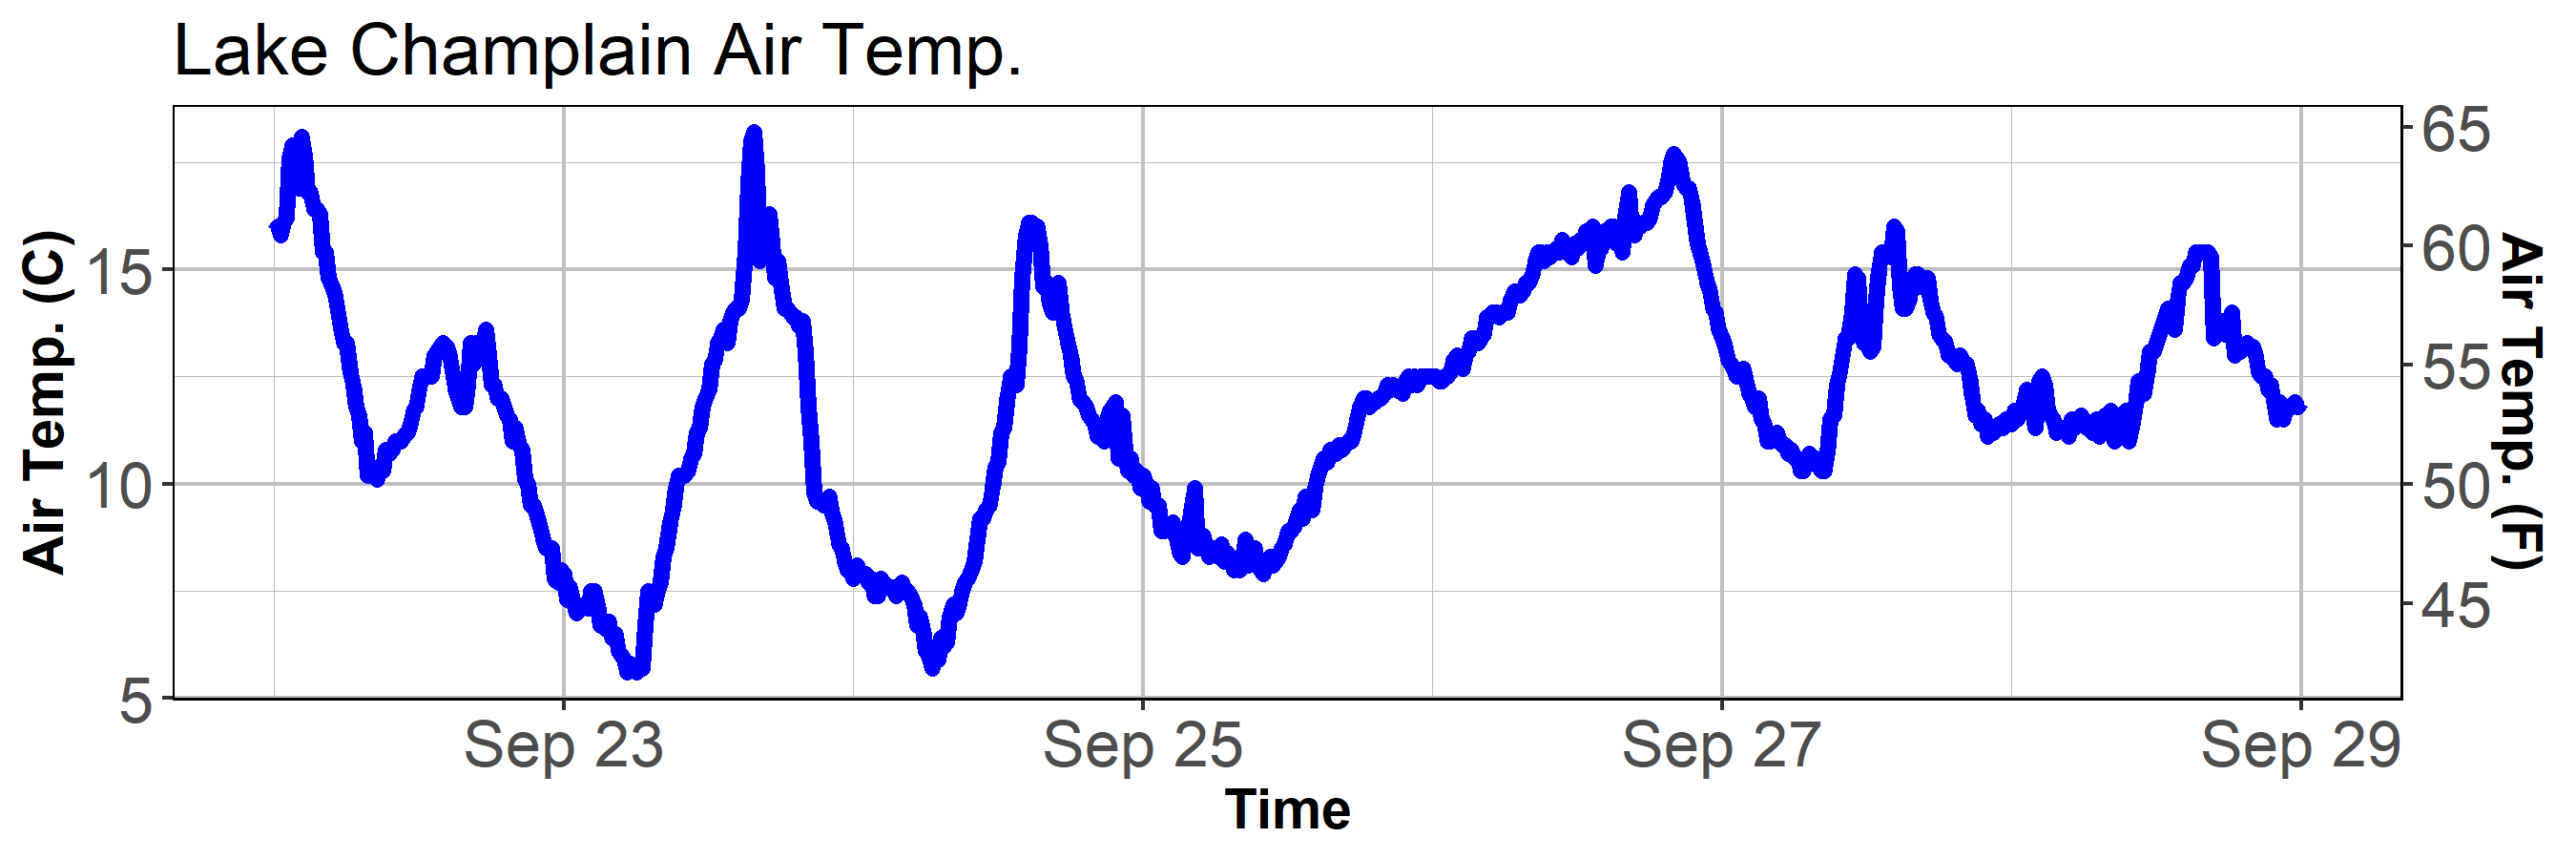 Lake Champlain Air Temp.
Air Temp. (C)
15
10
5
65
60
55
50
45
Air Temp. (F)
Sep 23
Sep 25
Sep 27
Sep 29
Time